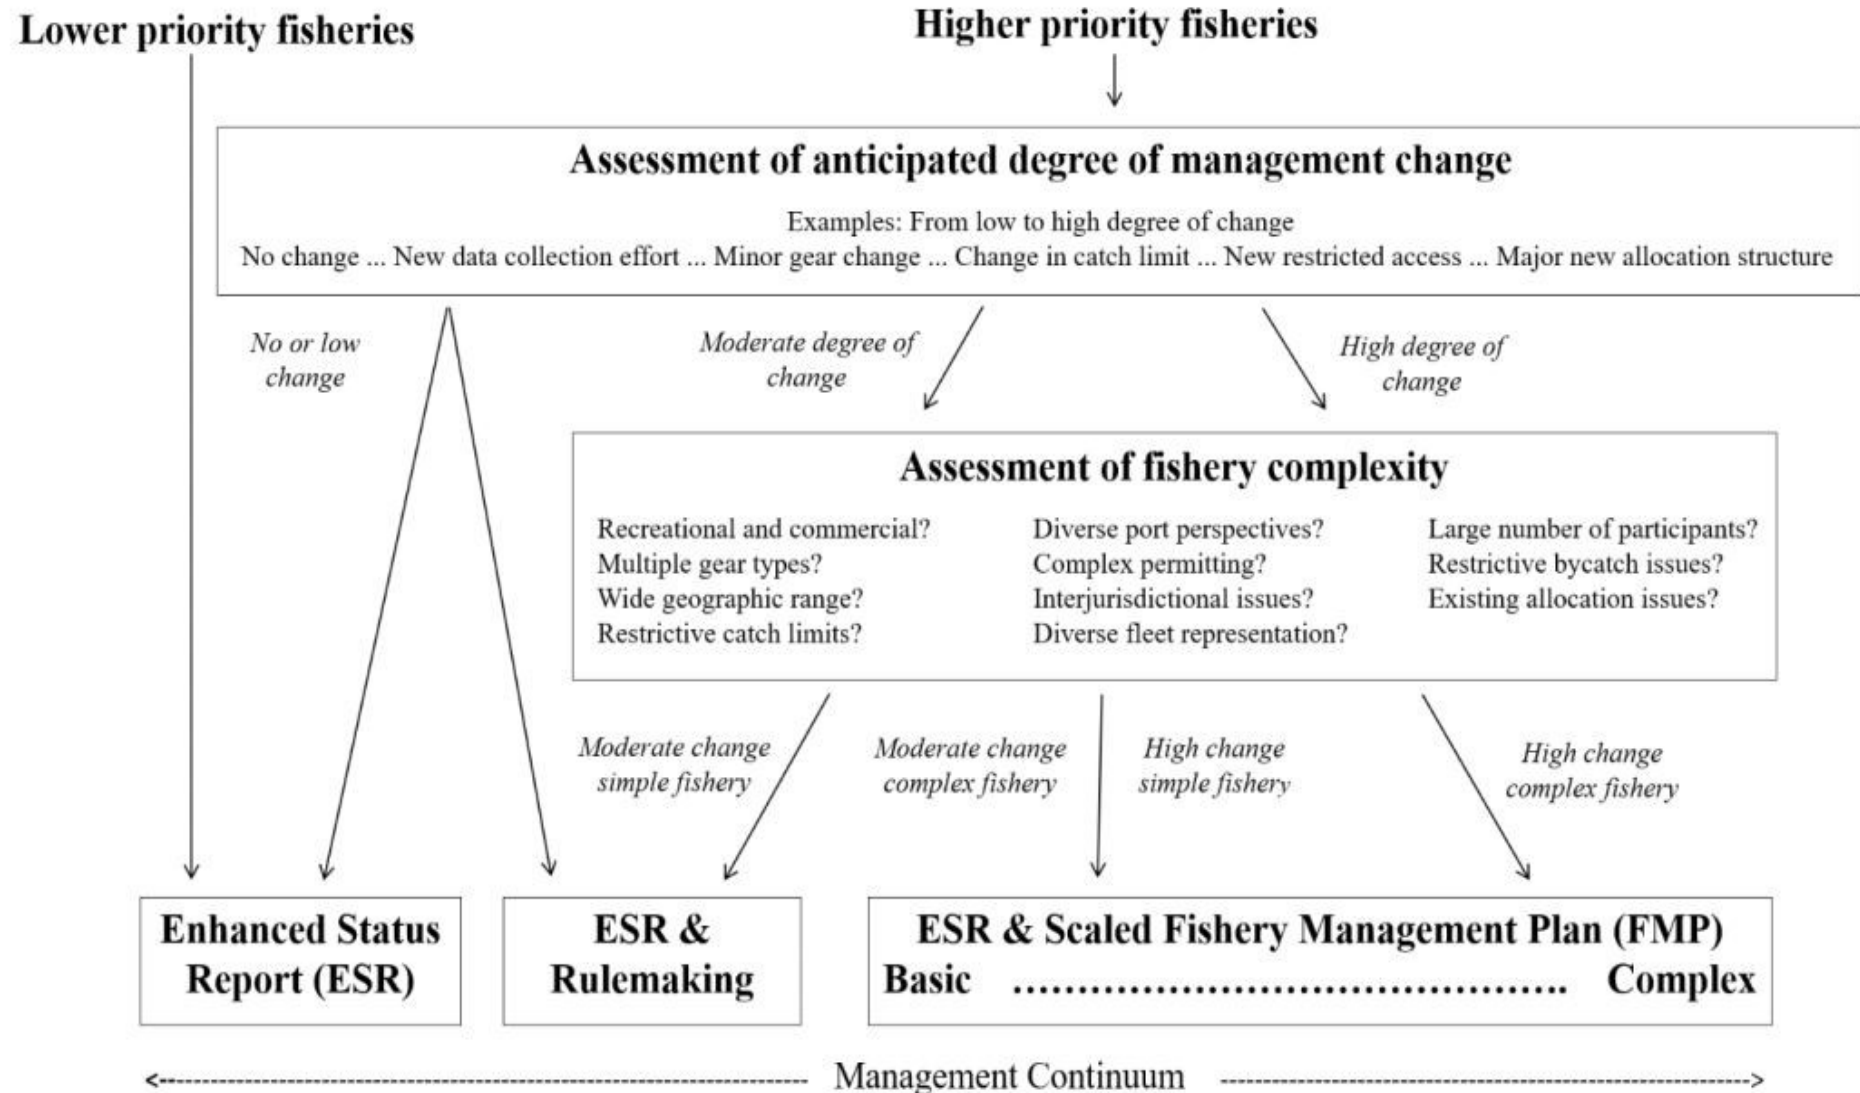 Lower priority fisheries
Higher priority fisheries
Assessment of anticipated degree of management change
Examples: From low to high degree of change
No change ... New data collection effort ... Minor gear change ... Change in catch limit ... New restricted access ... Major new allocation structure
No or low
change
Moderate degree of
change
High degree of
change
Assessment of fishery complexity
Recreational and commercial?
Multiple gear types?
Wide geographic range?
Restrictive catch limits?
Diverse port perspectives?
Complex permitting?
Interjurisdictional issues?
Diverse fleet representation?
Large number of participants?
Restrictive bycatch issues?
Existing allocation issues?
Moderate change
simple fishery
Moderate change
complex fishery
High change
simple fishery
High change
complex fishery
Enhanced Status
Report (ESR)
ESR &
Rulemaking
ESR & Scaled Fishery Management Plan (FMP)
Basic ............................................ Complex
Management Continuum